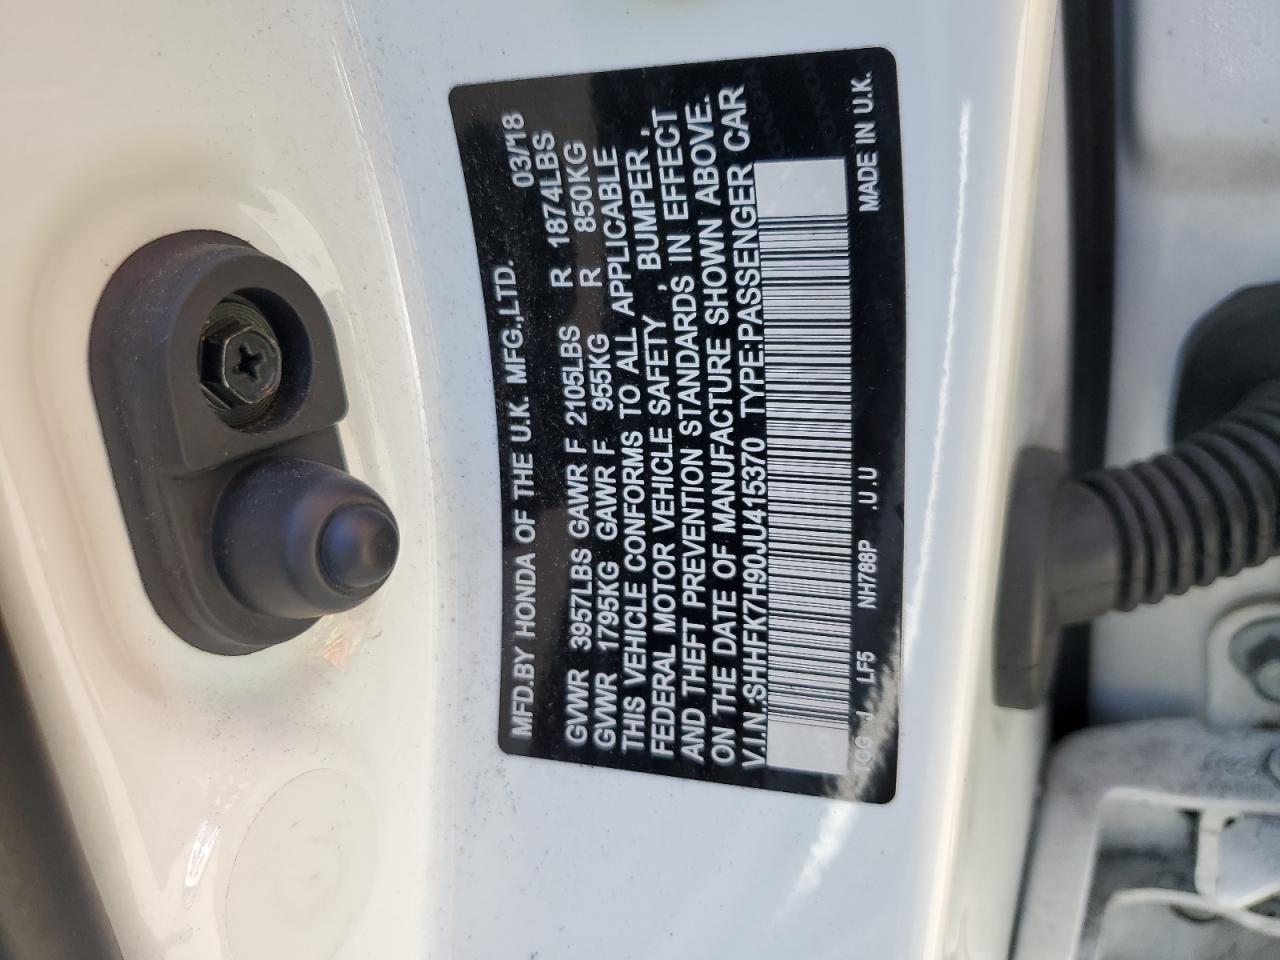 MFD.BY HONDA OF THE U.K. MFG.,LTD. 03/18
GVWR 3957LBS GAWR F 2105LBS R 1874LBS
GVWR 1795KG GAWR F 955KG R 850KG
THIS VEHICLE CONFORMS TO ALL APPLICABLE
FEDERAL MOTOR VEHICLE SAFETY , BUMPER ,
AND THEFT PREVENTION STANDARDS IN EFFECT
ON THE DATE OF MANUFACTURE SHOWN ABOVE.
V.I.N.:SHHFK7H90JU415370 TYPE:PASSENGER CAR
TGG J LF5 NH788P .U.U MADE IN U.K.